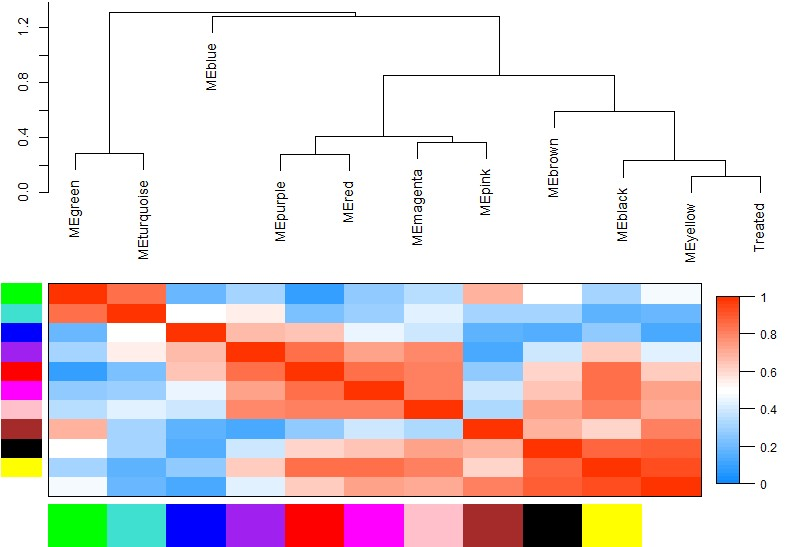 1.2
0.8
0.4
0.0
MEgreen
MEturquoise
MEblue
MEpurple
MEred
MEmagenta
MEpink
MEbrown
MEblack
MEyellow
Treated
1
0.8
0.6
0.4
0.2
0